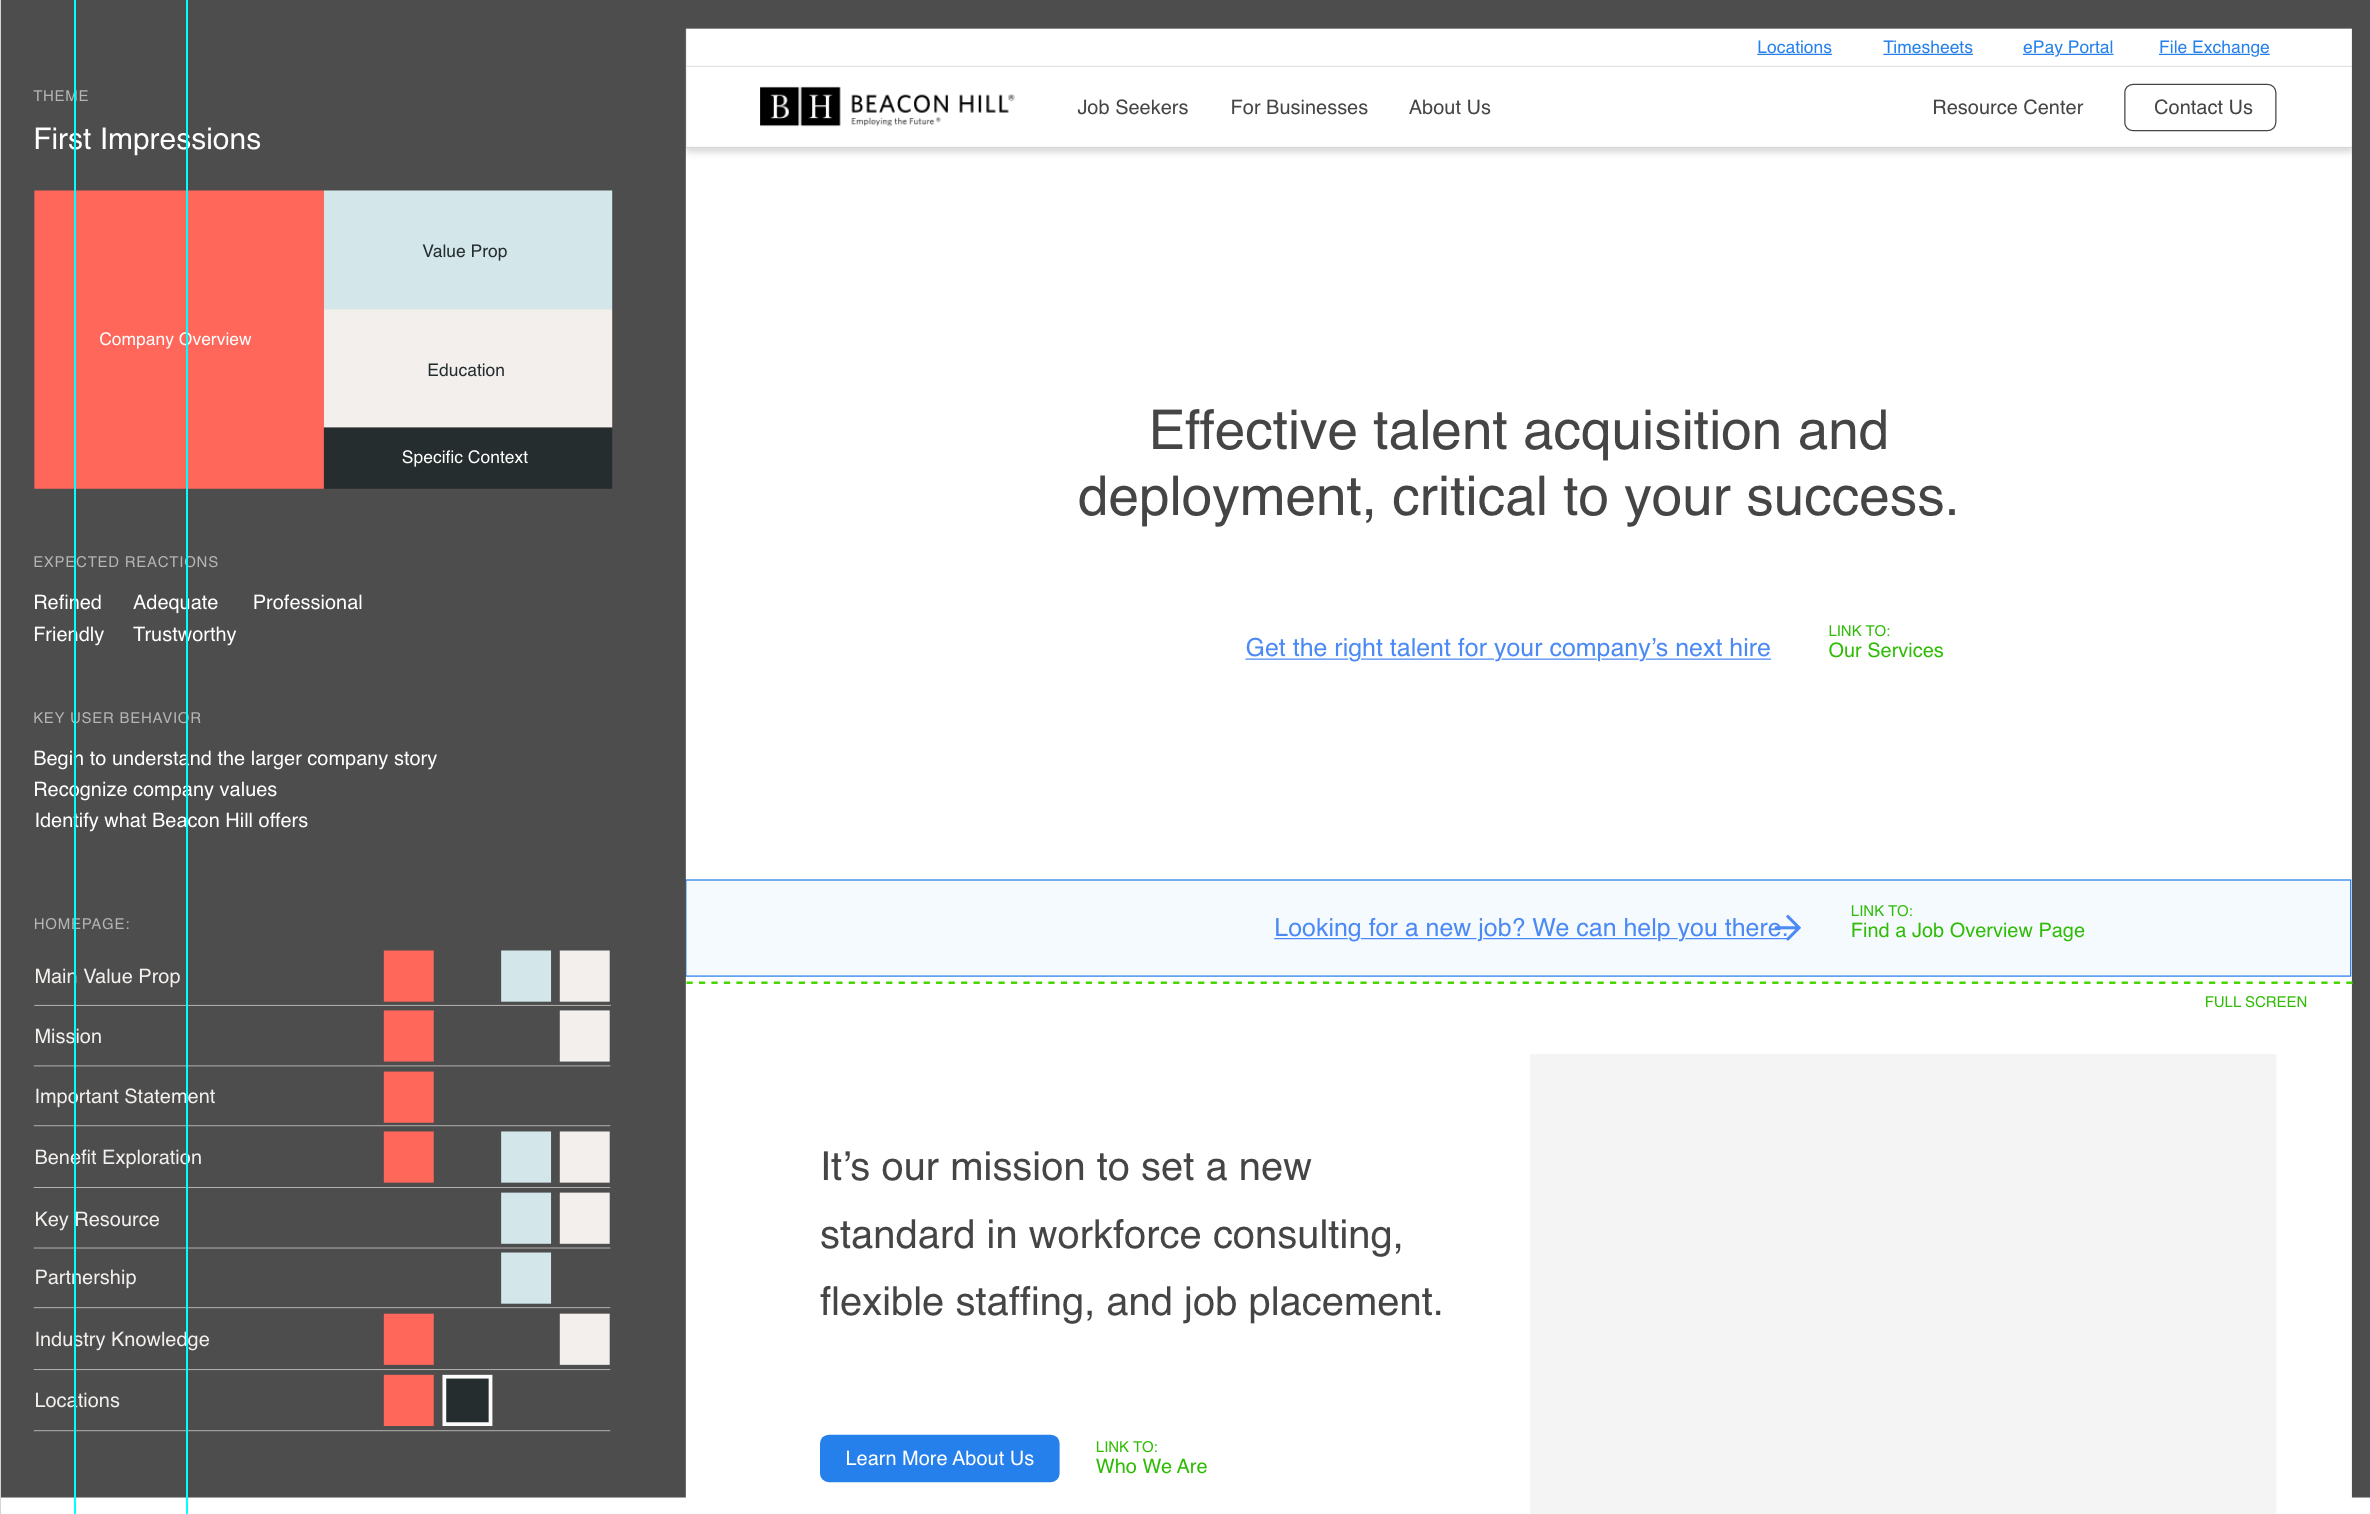 THEME
First Impressions
Company Overview
Value Prop
Education
Specific Context
EXPECTED REACTIONS
Refined Adequate Professional
Friendly Trustworthy
KEY USER BEHAVIOR
Begin to understand the larger company story
Recognize company values
Identify what Beacon Hill offers
HOMEPAGE:
Main Value Prop
Mission
Important Statement
Benefit Exploration
Key Resource
Partnership
Industry Knowledge
Locations
Locations Timesheets ePay Portal File Exchange
B H BEACON HILL®
Employing the Future®
Job Seekers For Businesses About Us Resource Center Contact Us
Effective talent acquisition and
deployment, critical to your success.
Get the right talent for your company’s next hire
LINK TO:
Our Services
Looking for a new job? We can help you there.
LINK TO:
Find a Job Overview Page
FULL SCREEN
It’s our mission to set a new
standard in workforce consulting,
flexible staffing, and job placement.
Learn More About Us
LINK TO:
Who We Are